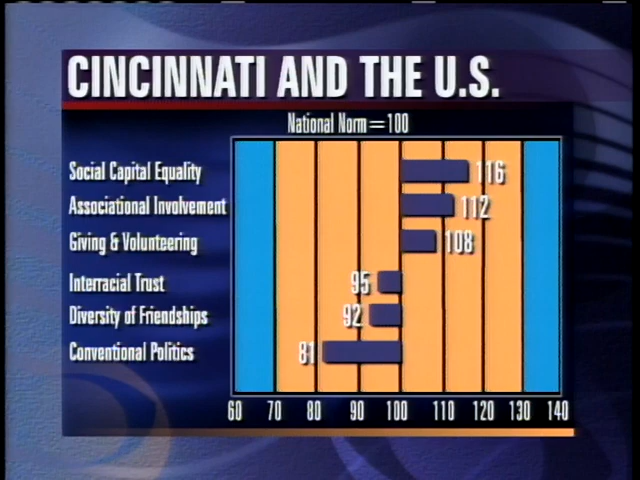 CINCINNATI AND THE U.S.
National Norm=100
Social Capital Equality 116
Associational Involvement 112
Giving & Volunteering 108
Interracial Trust 95
Diversity of Friendships 92
Conventional Politics 81
60 70 80 90 100 110 120 130 140